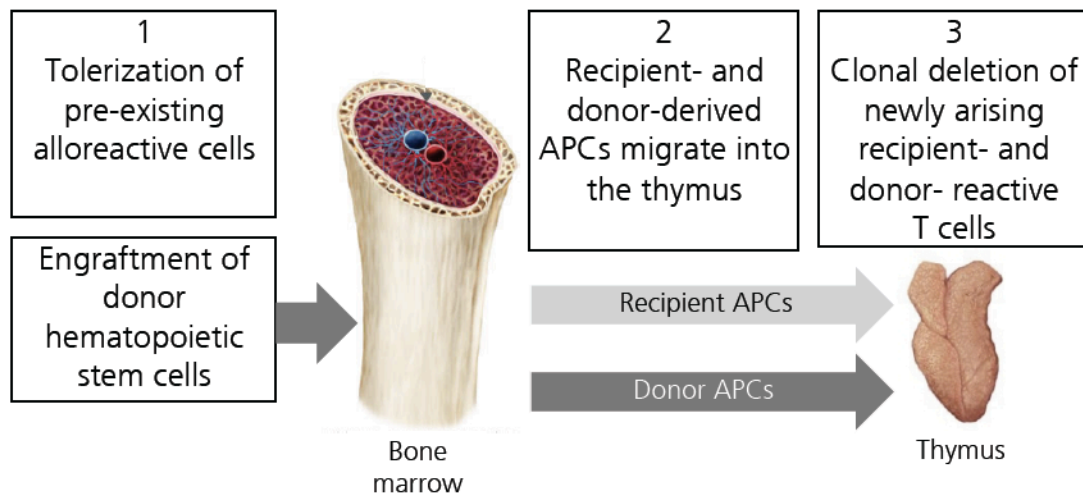 1
Tolerization of
pre-existing
alloreactive cells
Engraftment of
donor
hematopoietic
stem cells
Bone
marrow
2
Recipient- and
donor-derived
APCs migrate into
the thymus
3
Clonal deletion of
newly arising
recipient- and
donor- reactive
T cells
Recipient APCs
Donor APCs
Thymus